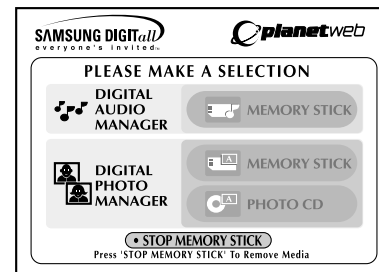 SAMSUNG DIGITall
everyone's invited™
planetweb
PLEASE MAKE A SELECTION
DIGITAL
AUDIO
MANAGER
MEMORY STICK
DIGITAL
PHOTO
MANAGER
A MEMORY STICK
A PHOTO CD
• STOP MEMORY STICK
Press 'STOP MEMORY STICK' To Remove Media